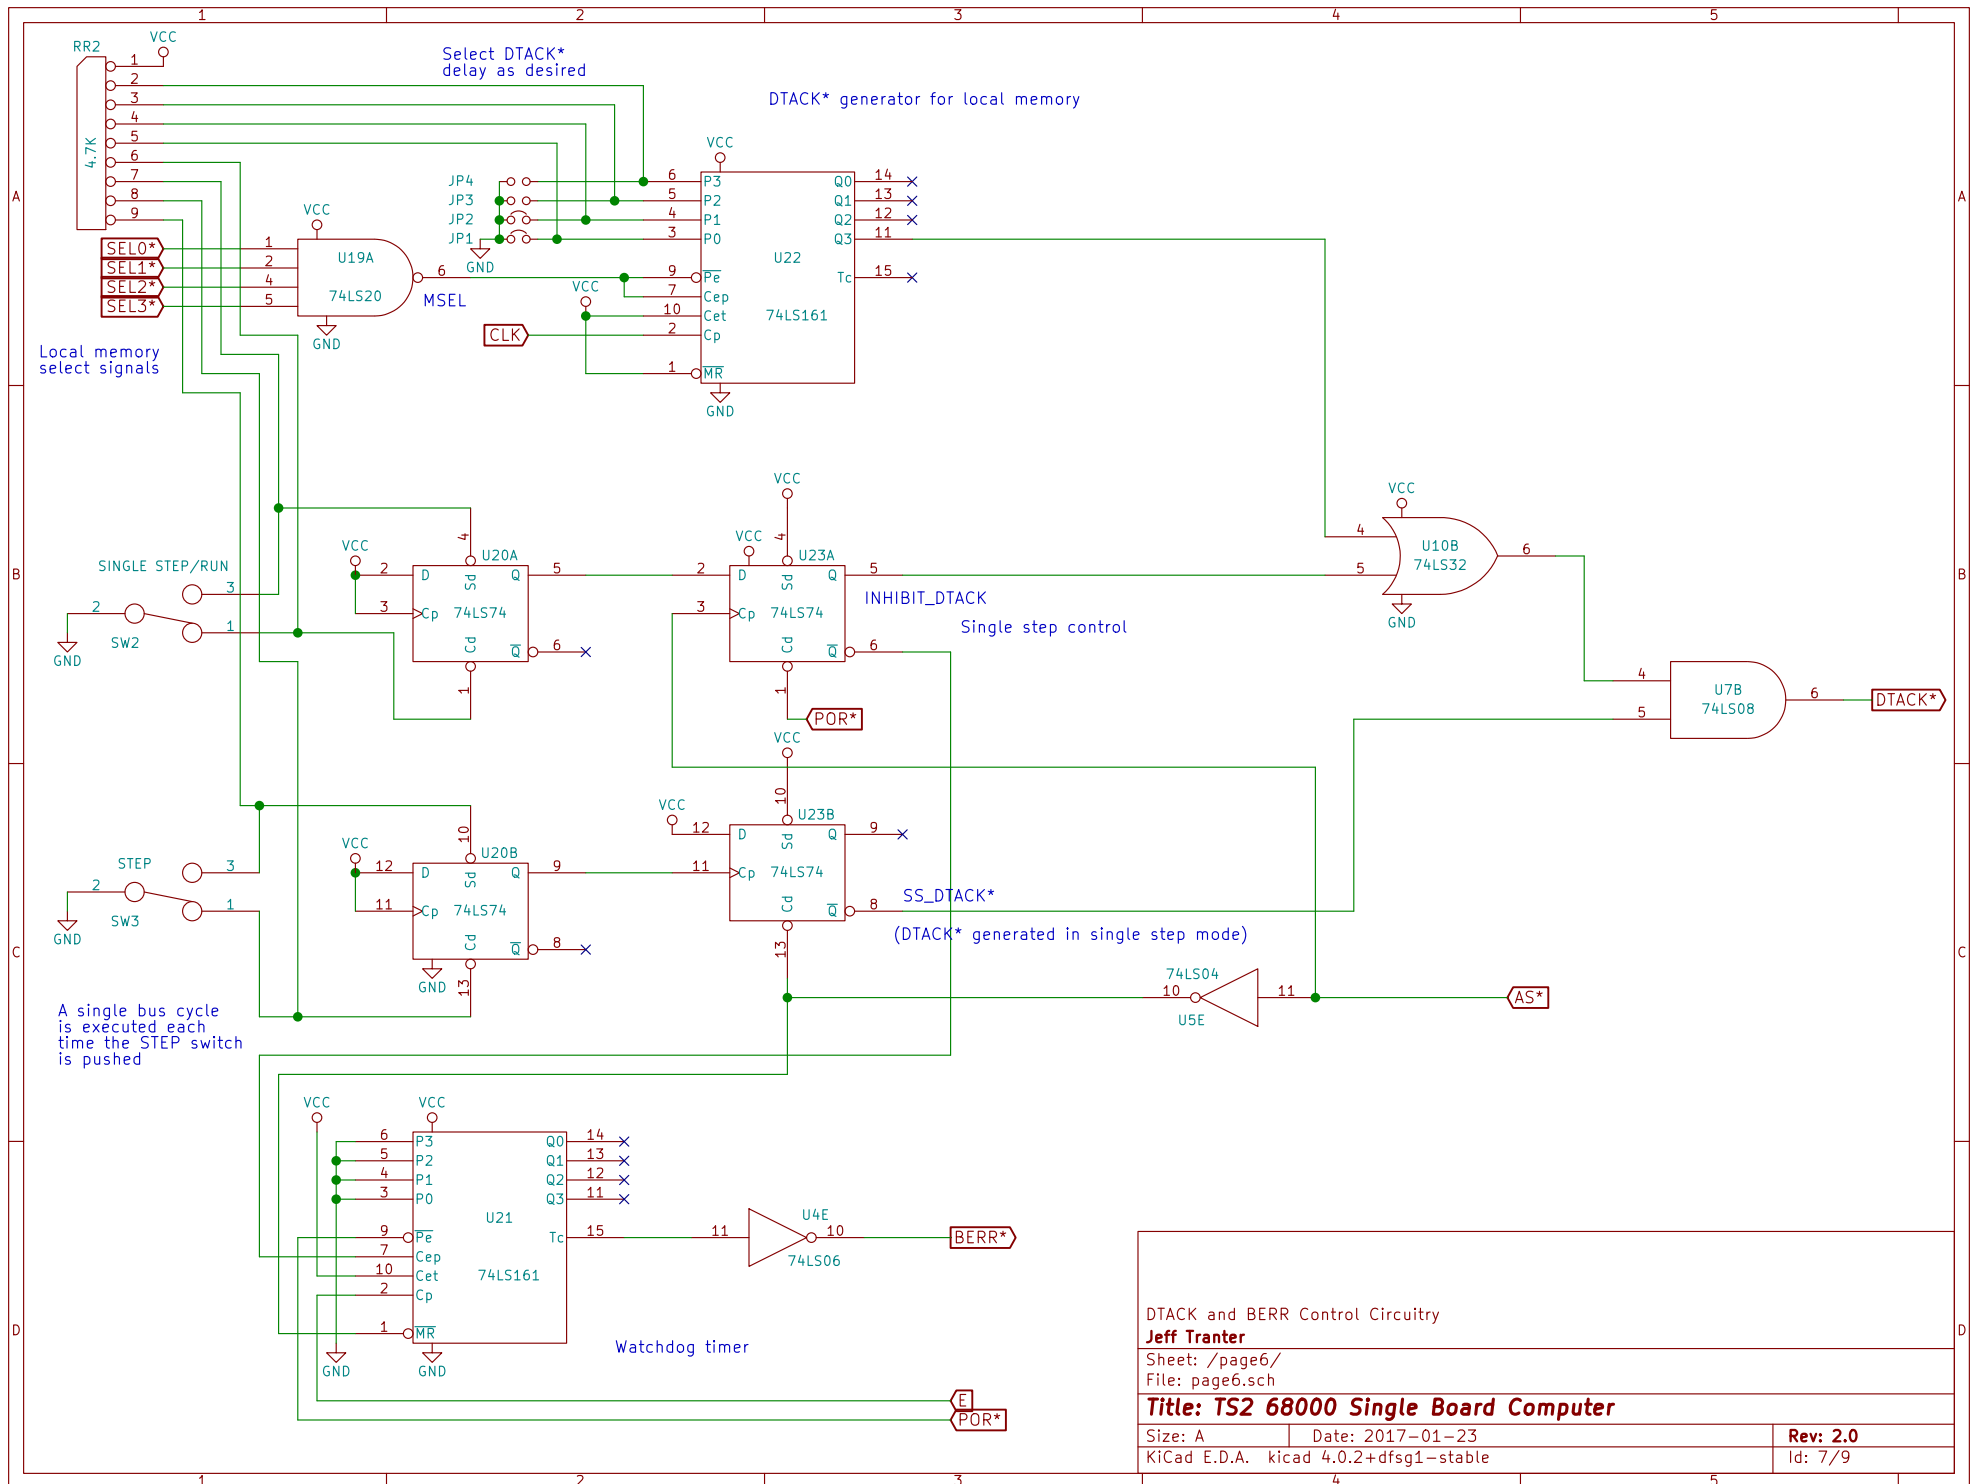 1 2 3 4 5
A
B
C
D
A
B
C
D
1 2 3 4 5
RR2
4.7K
VCC
1
2
3
4
5
6
7
8
9
Select DTACK*
delay as desired
DTACK* generator for local memory
JP4
JP3
JP2
JP1
GND
VCC
6 P3 Q0 14
5 P2 Q1 13
4 P1 Q2 12
3 P0 Q3 11
U22
9 Pe Tc 15
7 Cep
10 Cet 74LS161
2 Cp
1 MR
GND
VCC
CLK
SEL0* 1
SEL1* 2
SEL2* 4
SEL3* 5
VCC
U19A
74LS20
6
MSEL
GND
Local memory
select signals
SINGLE STEP/RUN
3
2
1
SW2
GND
VCC
4
U20A
2 D Sd Q 5
3 Cp 74LS74
Cd Q 6
1
VCC
VCC
4
U23A
2 D Sd Q 5
3 Cp 74LS74
Cd Q 6
1
POR*
INHIBIT_DTACK
Single step control
VCC
4
5
U10B
74LS32
6
GND
4
5
U7B
74LS08
6
DTACK*
STEP
3
2
1
SW3
GND
VCC
10
U20B
12 D Sd Q 9
11 Cp 74LS74
Cd Q 8
GND
13
VCC
VCC
10
U23B
12 D Sd Q 9
11 Cp 74LS74
Cd Q 8
13
SS_DTACK*
(DTACK* generated in single step mode)
74LS04
10 11
U5E
AS*
A single bus cycle
is executed each
time the STEP switch
is pushed
VCC
VCC
6 P3 Q0 14
5 P2 Q1 13
4 P1 Q2 12
3 P0 Q3 11
U21
9 Pe Tc 15
7 Cep
10 Cet 74LS161
2 Cp
1 MR
GND
GND
11
U4E
10
74LS06
BERR*
Watchdog timer
E
POR*
DTACK and BERR Control Circuitry
Jeff Tranter
Sheet: /page6/
File: page6.sch
Title: TS2 68000 Single Board Computer
Size: A Date: 2017-01-23 Rev: 2.0
KiCad E.D.A. kicad 4.0.2+dfsg1-stable Id: 7/9